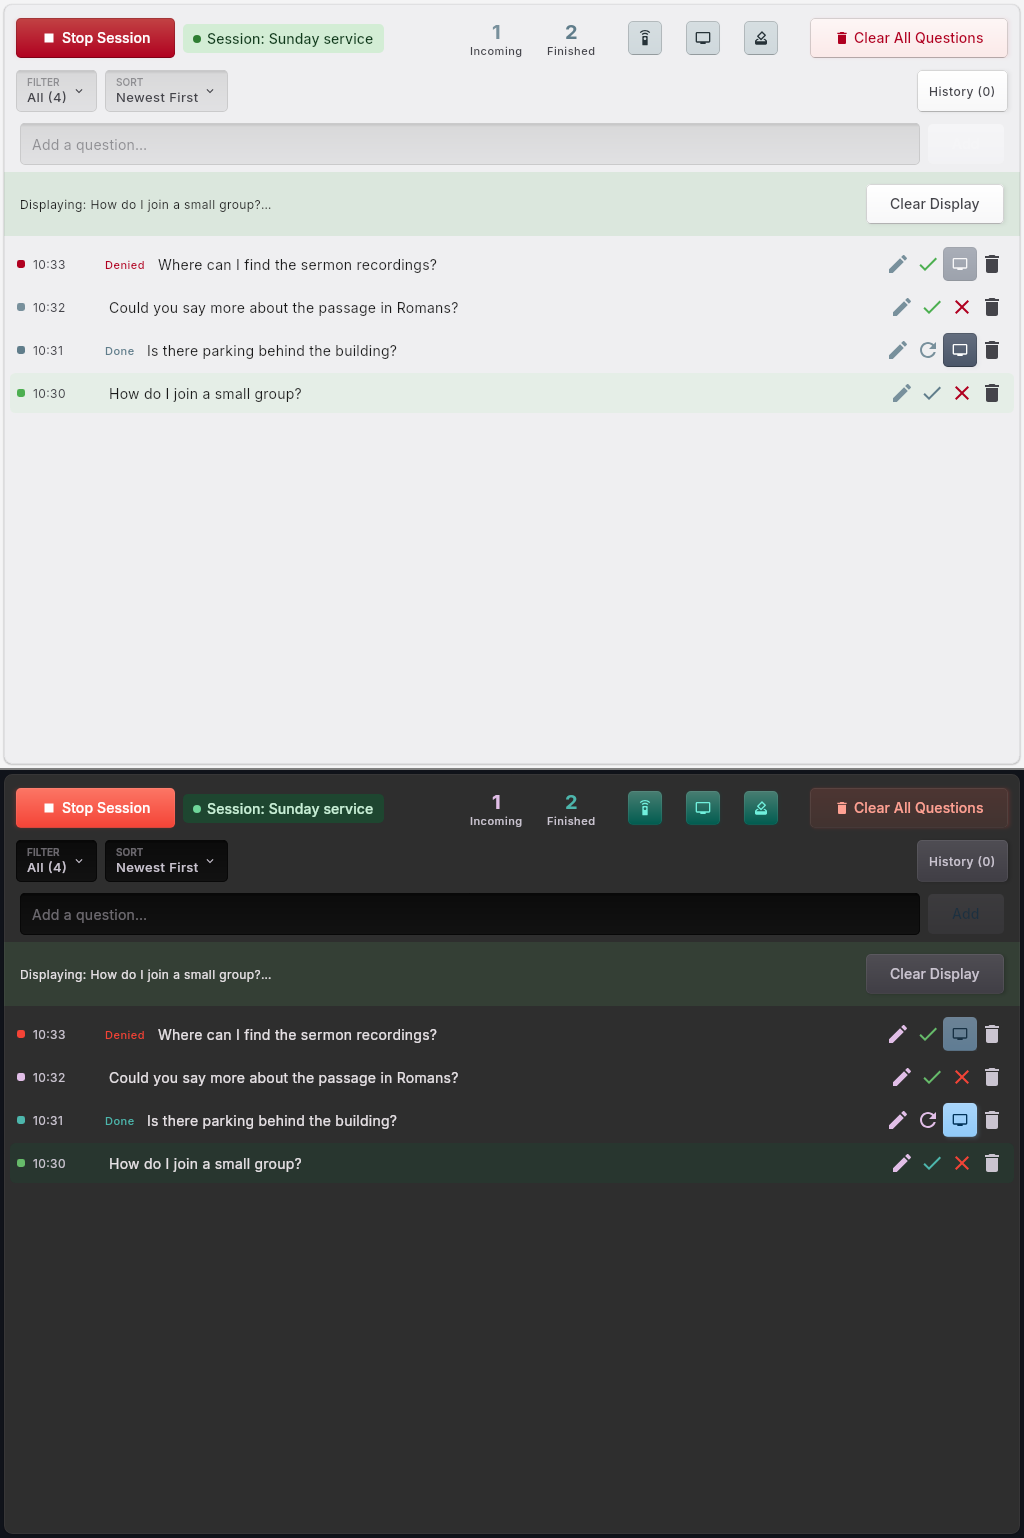 Stop Session
Session: Sunday service
1
Incoming
2
Finished
Clear All Questions
FILTER
All (4)
SORT
Newest First
History (0)
Add a question...
Displaying: How do I join a small group?...
Clear Display
10:33 Denied Where can I find the sermon recordings?
10:32 Could you say more about the passage in Romans?
10:31 Done Is there parking behind the building?
10:30 How do I join a small group?
Stop Session
Session: Sunday service
1
Incoming
2
Finished
Clear All Questions
FILTER
All (4)
SORT
Newest First
History (0)
Add a question...
Add
Displaying: How do I join a small group?...
Clear Display
10:33 Denied Where can I find the sermon recordings?
10:32 Could you say more about the passage in Romans?
10:31 Done Is there parking behind the building?
10:30 How do I join a small group?